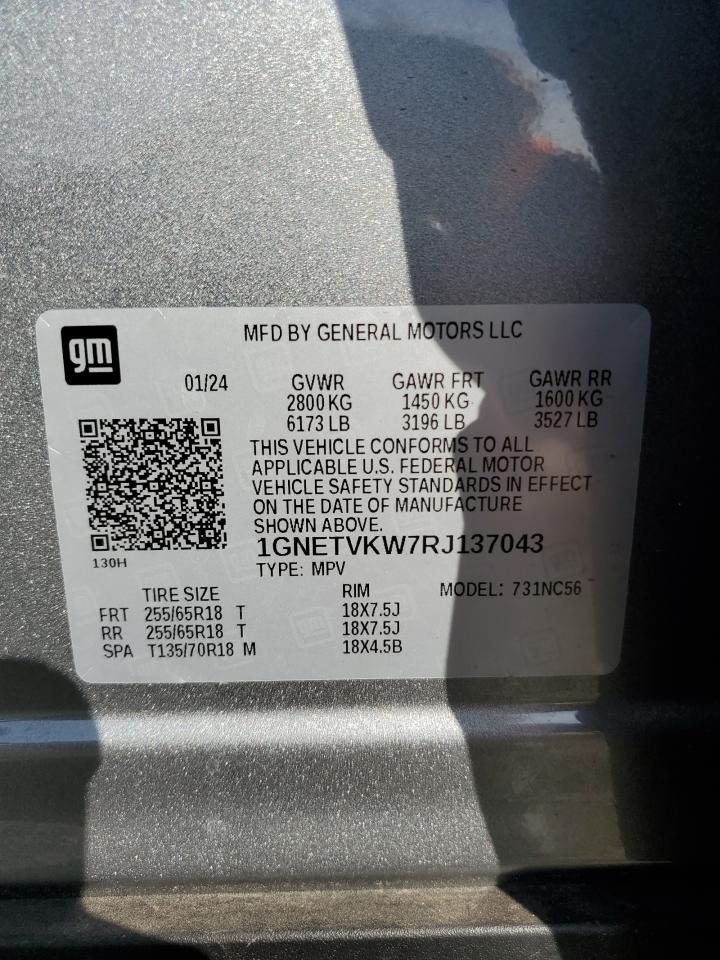 gm
MFD BY GENERAL MOTORS LLC
01/24 GVWR GAWR FRT GAWR RR
2800 KG 1450 KG 1600 KG
6173 LB 3196 LB 3527 LB
THIS VEHICLE CONFORMS TO ALL
APPLICABLE U.S. FEDERAL MOTOR
VEHICLE SAFETY STANDARDS IN EFFECT
ON THE DATE OF MANUFACTURE
SHOWN ABOVE.
1GNETVKW7RJ137043
130H
TYPE: MPV
TIRE SIZE RIM MODEL: 731NC56
FRT 255/65R18 T 18X7.5J
RR 255/65R18 T 18X7.5J
SPA T135/70R18 M 18X4.5B